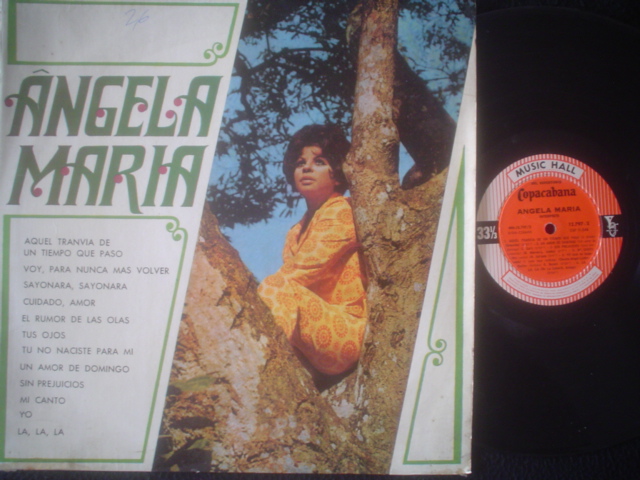 26
ÂNGELA
MARIA
AQUEL TRANVIA DE
UN TIEMPO QUE PASO
VOY, PARA NUNCA MAS VOLVER
SAYONARA, SAYONARA
CUIDADO, AMOR
EL RUMOR DE LAS OLAS
TUS OJOS
TU NO NACISTE PARA MI
UN AMOR DE DOMINGO
SIN PREJUICIOS
MI CANTO
YO
LA, LA, LA
MUSIC HALL
Copacabana
ANGELA MARIA
33⅓